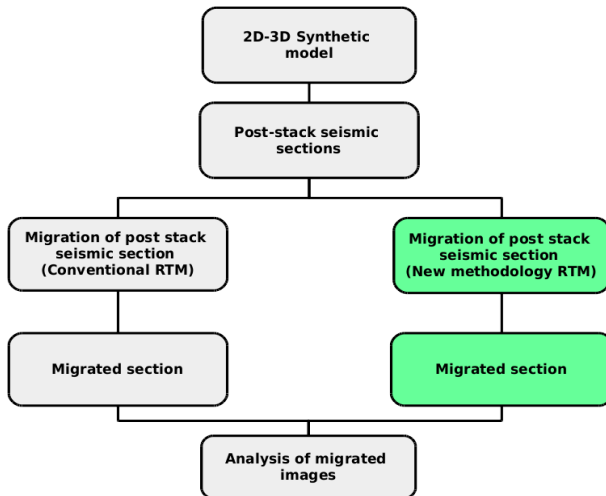 2D-3D Synthetic
model
Post-stack seismic
sections
Migration of post stack
seismic section
(Conventional RTM)
Migration of post stack
seismic section
(New methodology RTM)
Migrated section
Migrated section
Analysis of migrated
images